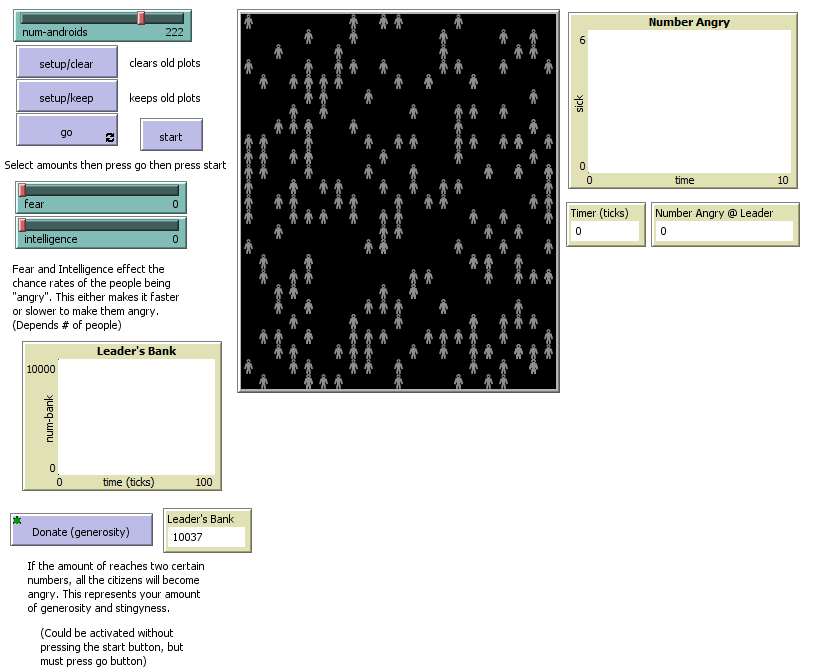 num-androids 222
setup/clear
clears old plots
setup/keep
keeps old plots
go
start
Select amounts then press go then press start
fear 0
intelligence 0
Fear and Intelligence effect the
chance rates of the people being
"angry". This either makes it faster
or slower to make them angry.
(Depends # of people)
Leader's Bank
10000
num-bank
0
0 time (ticks) 100
Donate (generosity)
Leader's Bank
10037
If the amount of reaches two certain
numbers, all the citizens will become
angry. This represents your amount
of generosity and stingyness.
(Could be activated without
pressing the start button, but
must press go button)
Number Angry
6
sick
0
0 time 10
Timer (ticks)
0
Number Angry @ Leader
0